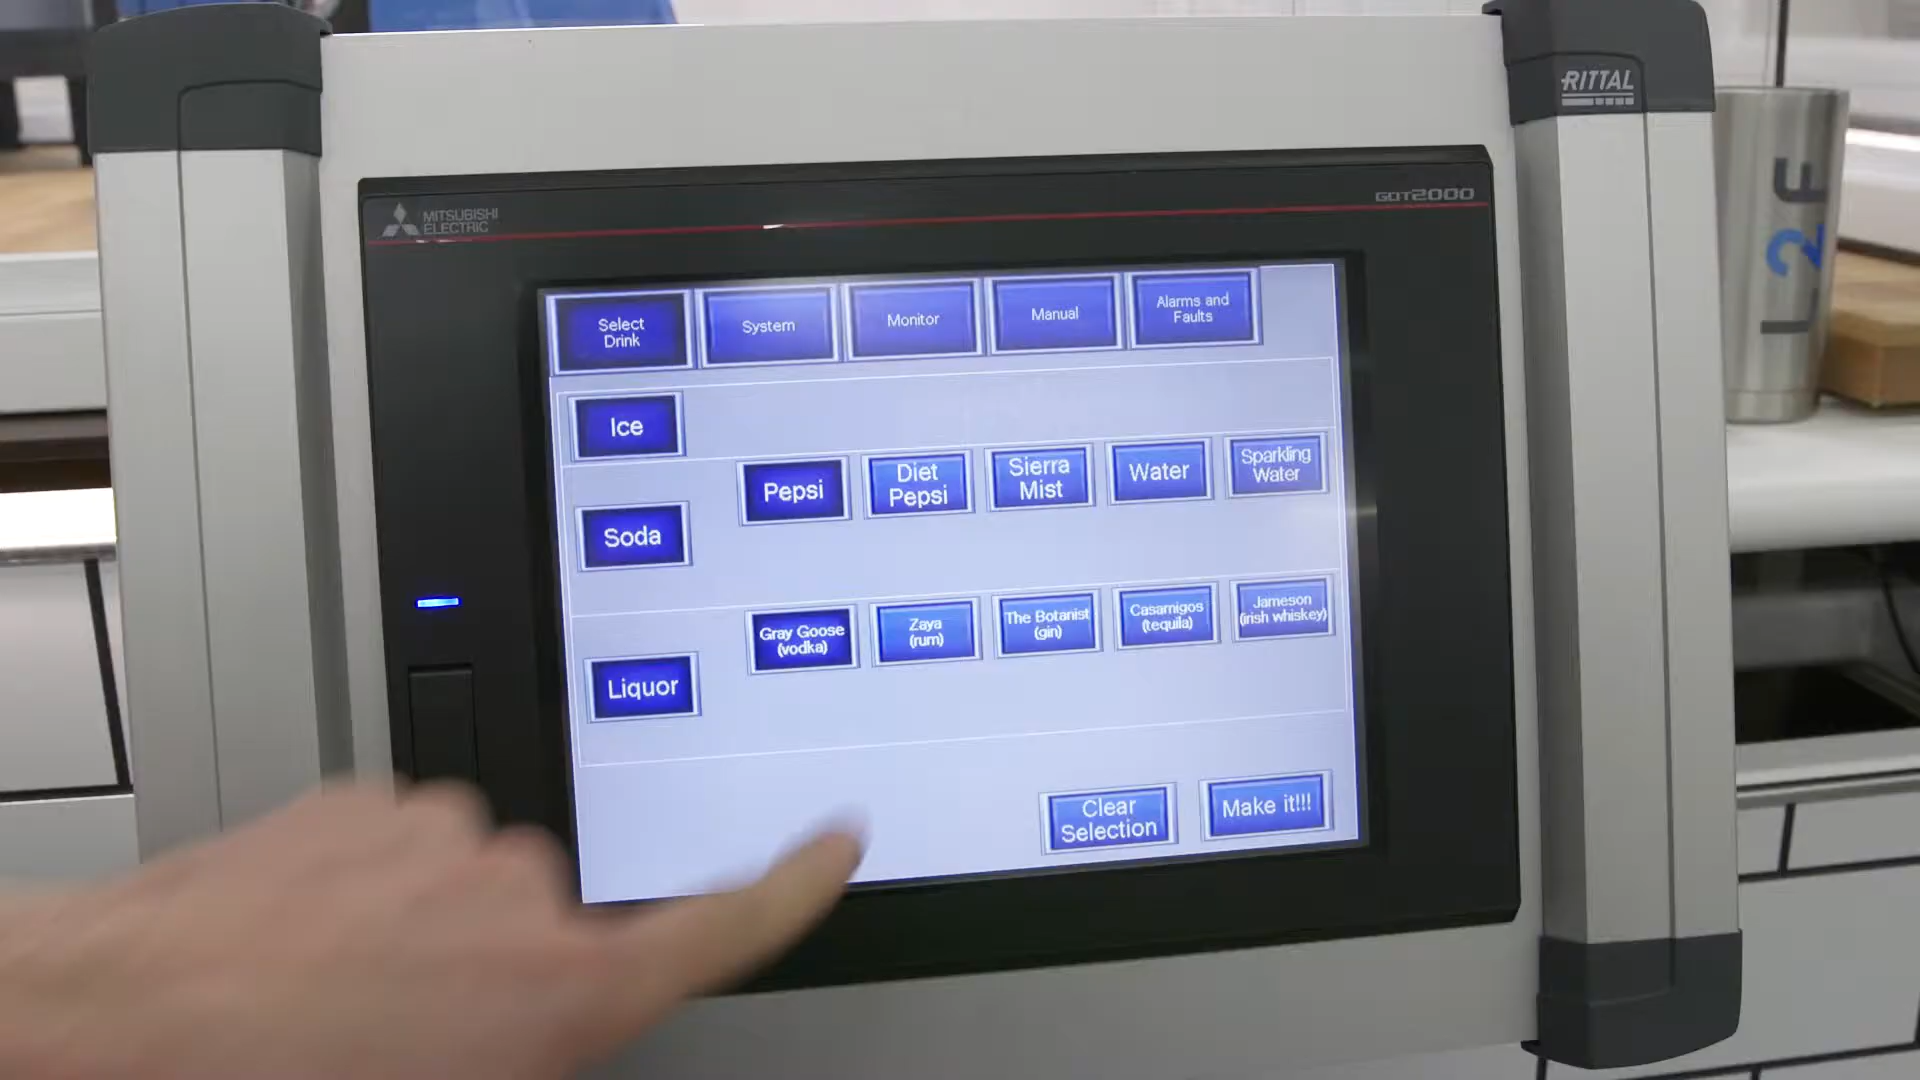 RITTAL
MITSUBISHI
ELECTRIC
GOT2000
L2F
Select
Drink
System
Monitor
Manual
Alarms and
Faults
Ice
Soda
Pepsi
Diet
Pepsi
Sierra
Mist
Water
Sparkling
Water
Liquor
Gray Goose
(vodka)
Zaya
(rum)
The Botanist
(gin)
Casamigos
(tequila)
Jameson
(irish whiskey)
Clear
Selection
Make it!!!